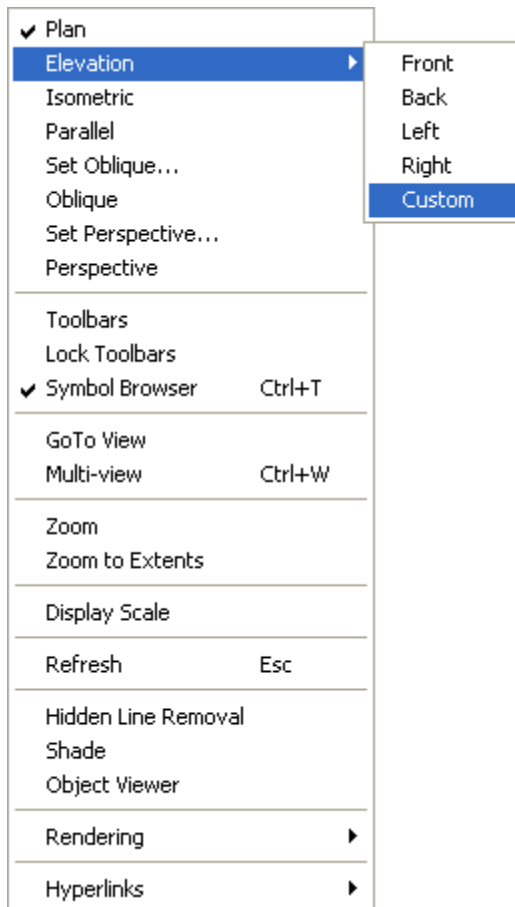 Plan
Elevation
Isometric
Parallel
Set Oblique...
Oblique
Set Perspective...
Perspective
Toolbars
Lock Toolbars
Symbol Browser Ctrl+T
GoTo View
Multi-view Ctrl+W
Zoom
Zoom to Extents
Display Scale
Refresh Esc
Hidden Line Removal
Shade
Object Viewer
Rendering
Hyperlinks
Front
Back
Left
Right
Custom